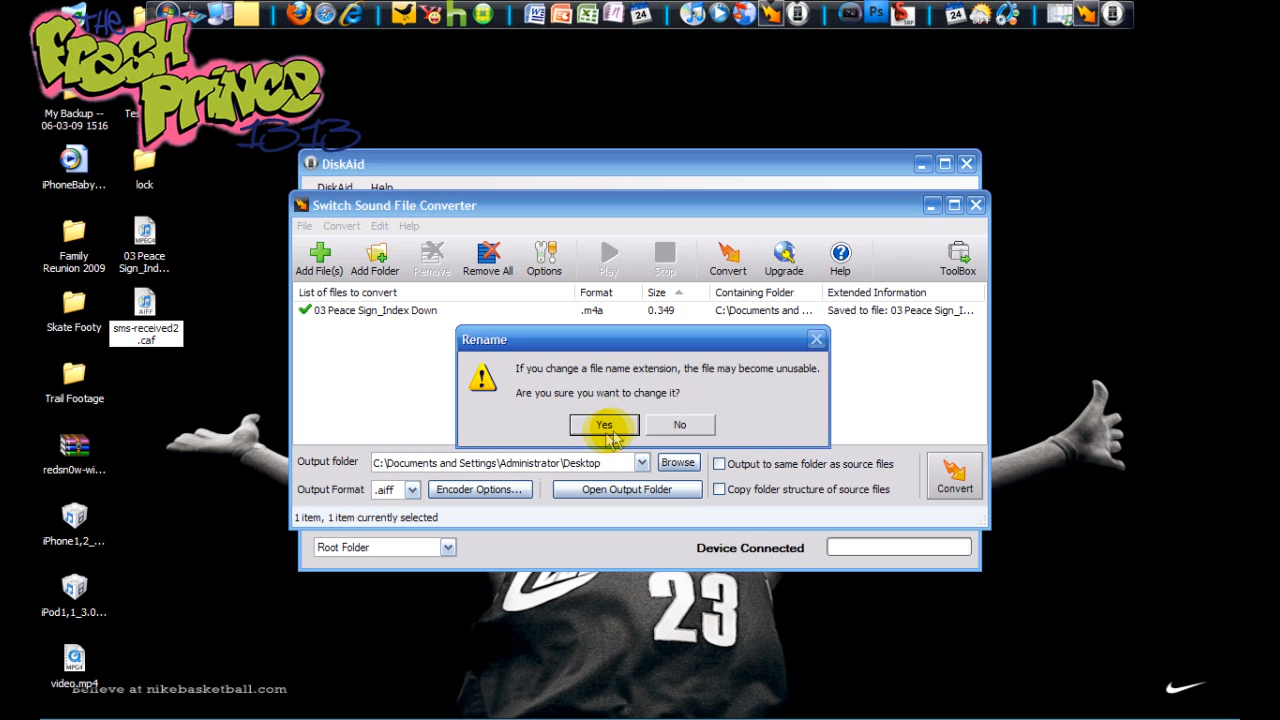 THE
Fresh
Prince
1313
My Backup --
06-03-09 1516
iPhoneBaby...
lock
Family
Reunion 2009
03 Peace
Sign_Ind...
Skate Footy
sms-received2
.caf
Trail Footage
redsn0w-wi...
iPhone1,2_...
iPod1,1_3.0...
video.mp4
DiskAid
DiskAid Help
Switch Sound File Converter
File Convert Edit Help
Add File(s) Add Folder Remove Remove All Options Play Stop Convert Upgrade Help ToolBox
List of files to convert Format Size Containing Folder Extended Information
03 Peace Sign_Index Down .m4a 0.349 C:\Documents and ... Saved to file: 03 Peace Sign_I...
Rename
If you change a file name extension, the file may become unusable.
Are you sure you want to change it?
Yes No
Output folder C:\Documents and Settings\Administrator\Desktop Browse Output to same folder as source files
Output Format .aiff Encoder Options... Open Output Folder Copy folder structure of source files
Convert
1 item, 1 item currently selected
Root Folder Device Connected
23
Believe at nikebasketball.com